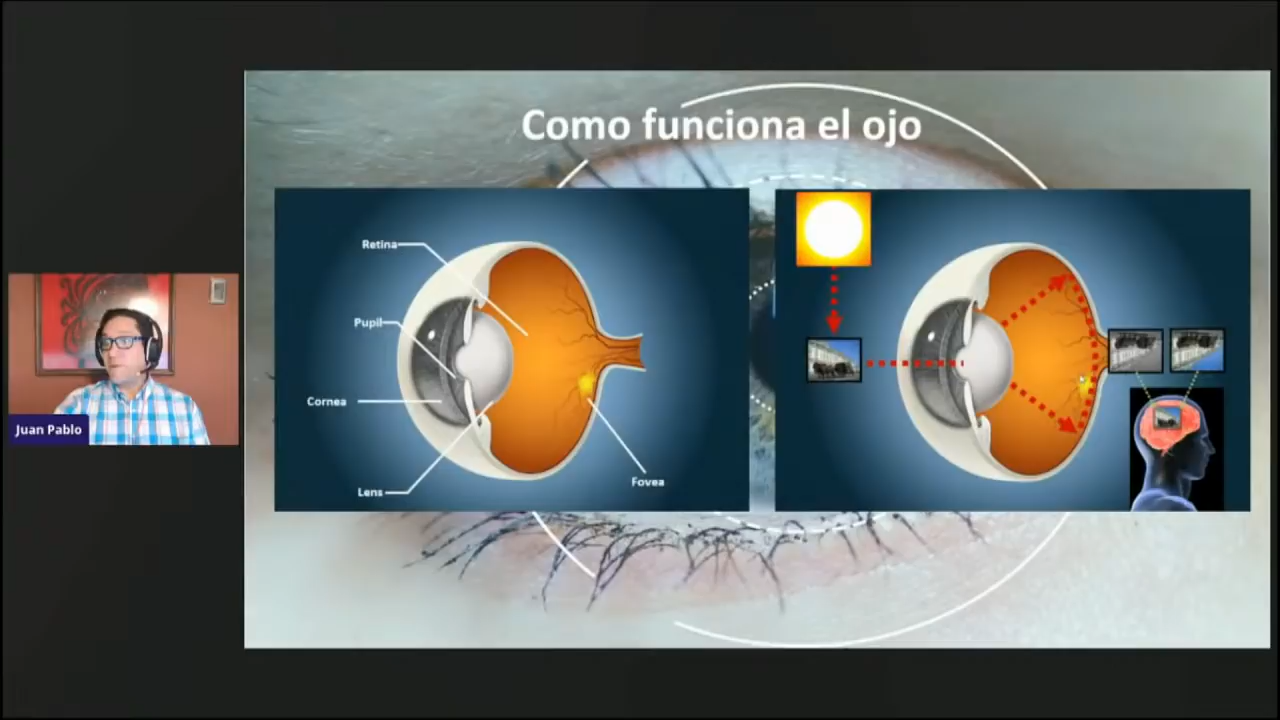 Como funciona el ojo
Retina
Pupil
Cornea
Lens
Fovea
Juan Pablo